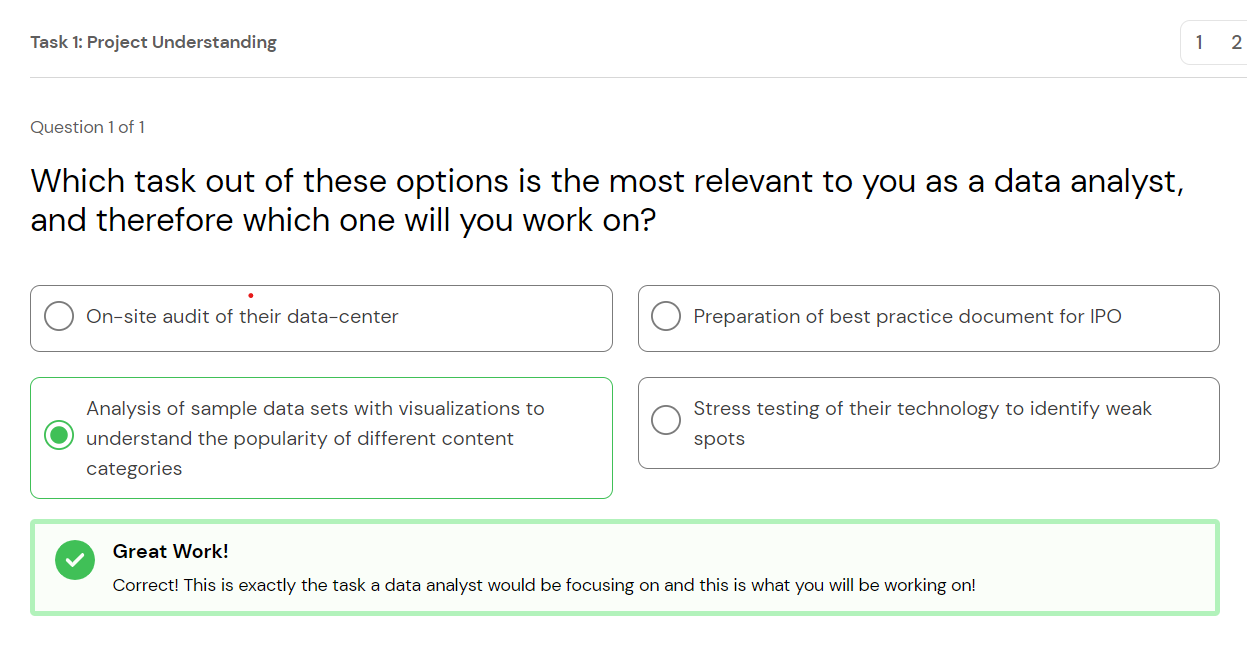 Task 1: Project Understanding
1 2
Question 1 of 1
Which task out of these options is the most relevant to you as a data analyst,
and therefore which one will you work on?
On-site audit of their data-center
Preparation of best practice document for IPO
Analysis of sample data sets with visualizations to
understand the popularity of different content
categories
Stress testing of their technology to identify weak
spots
Great Work!
Correct! This is exactly the task a data analyst would be focusing on and this is what you will be working on!